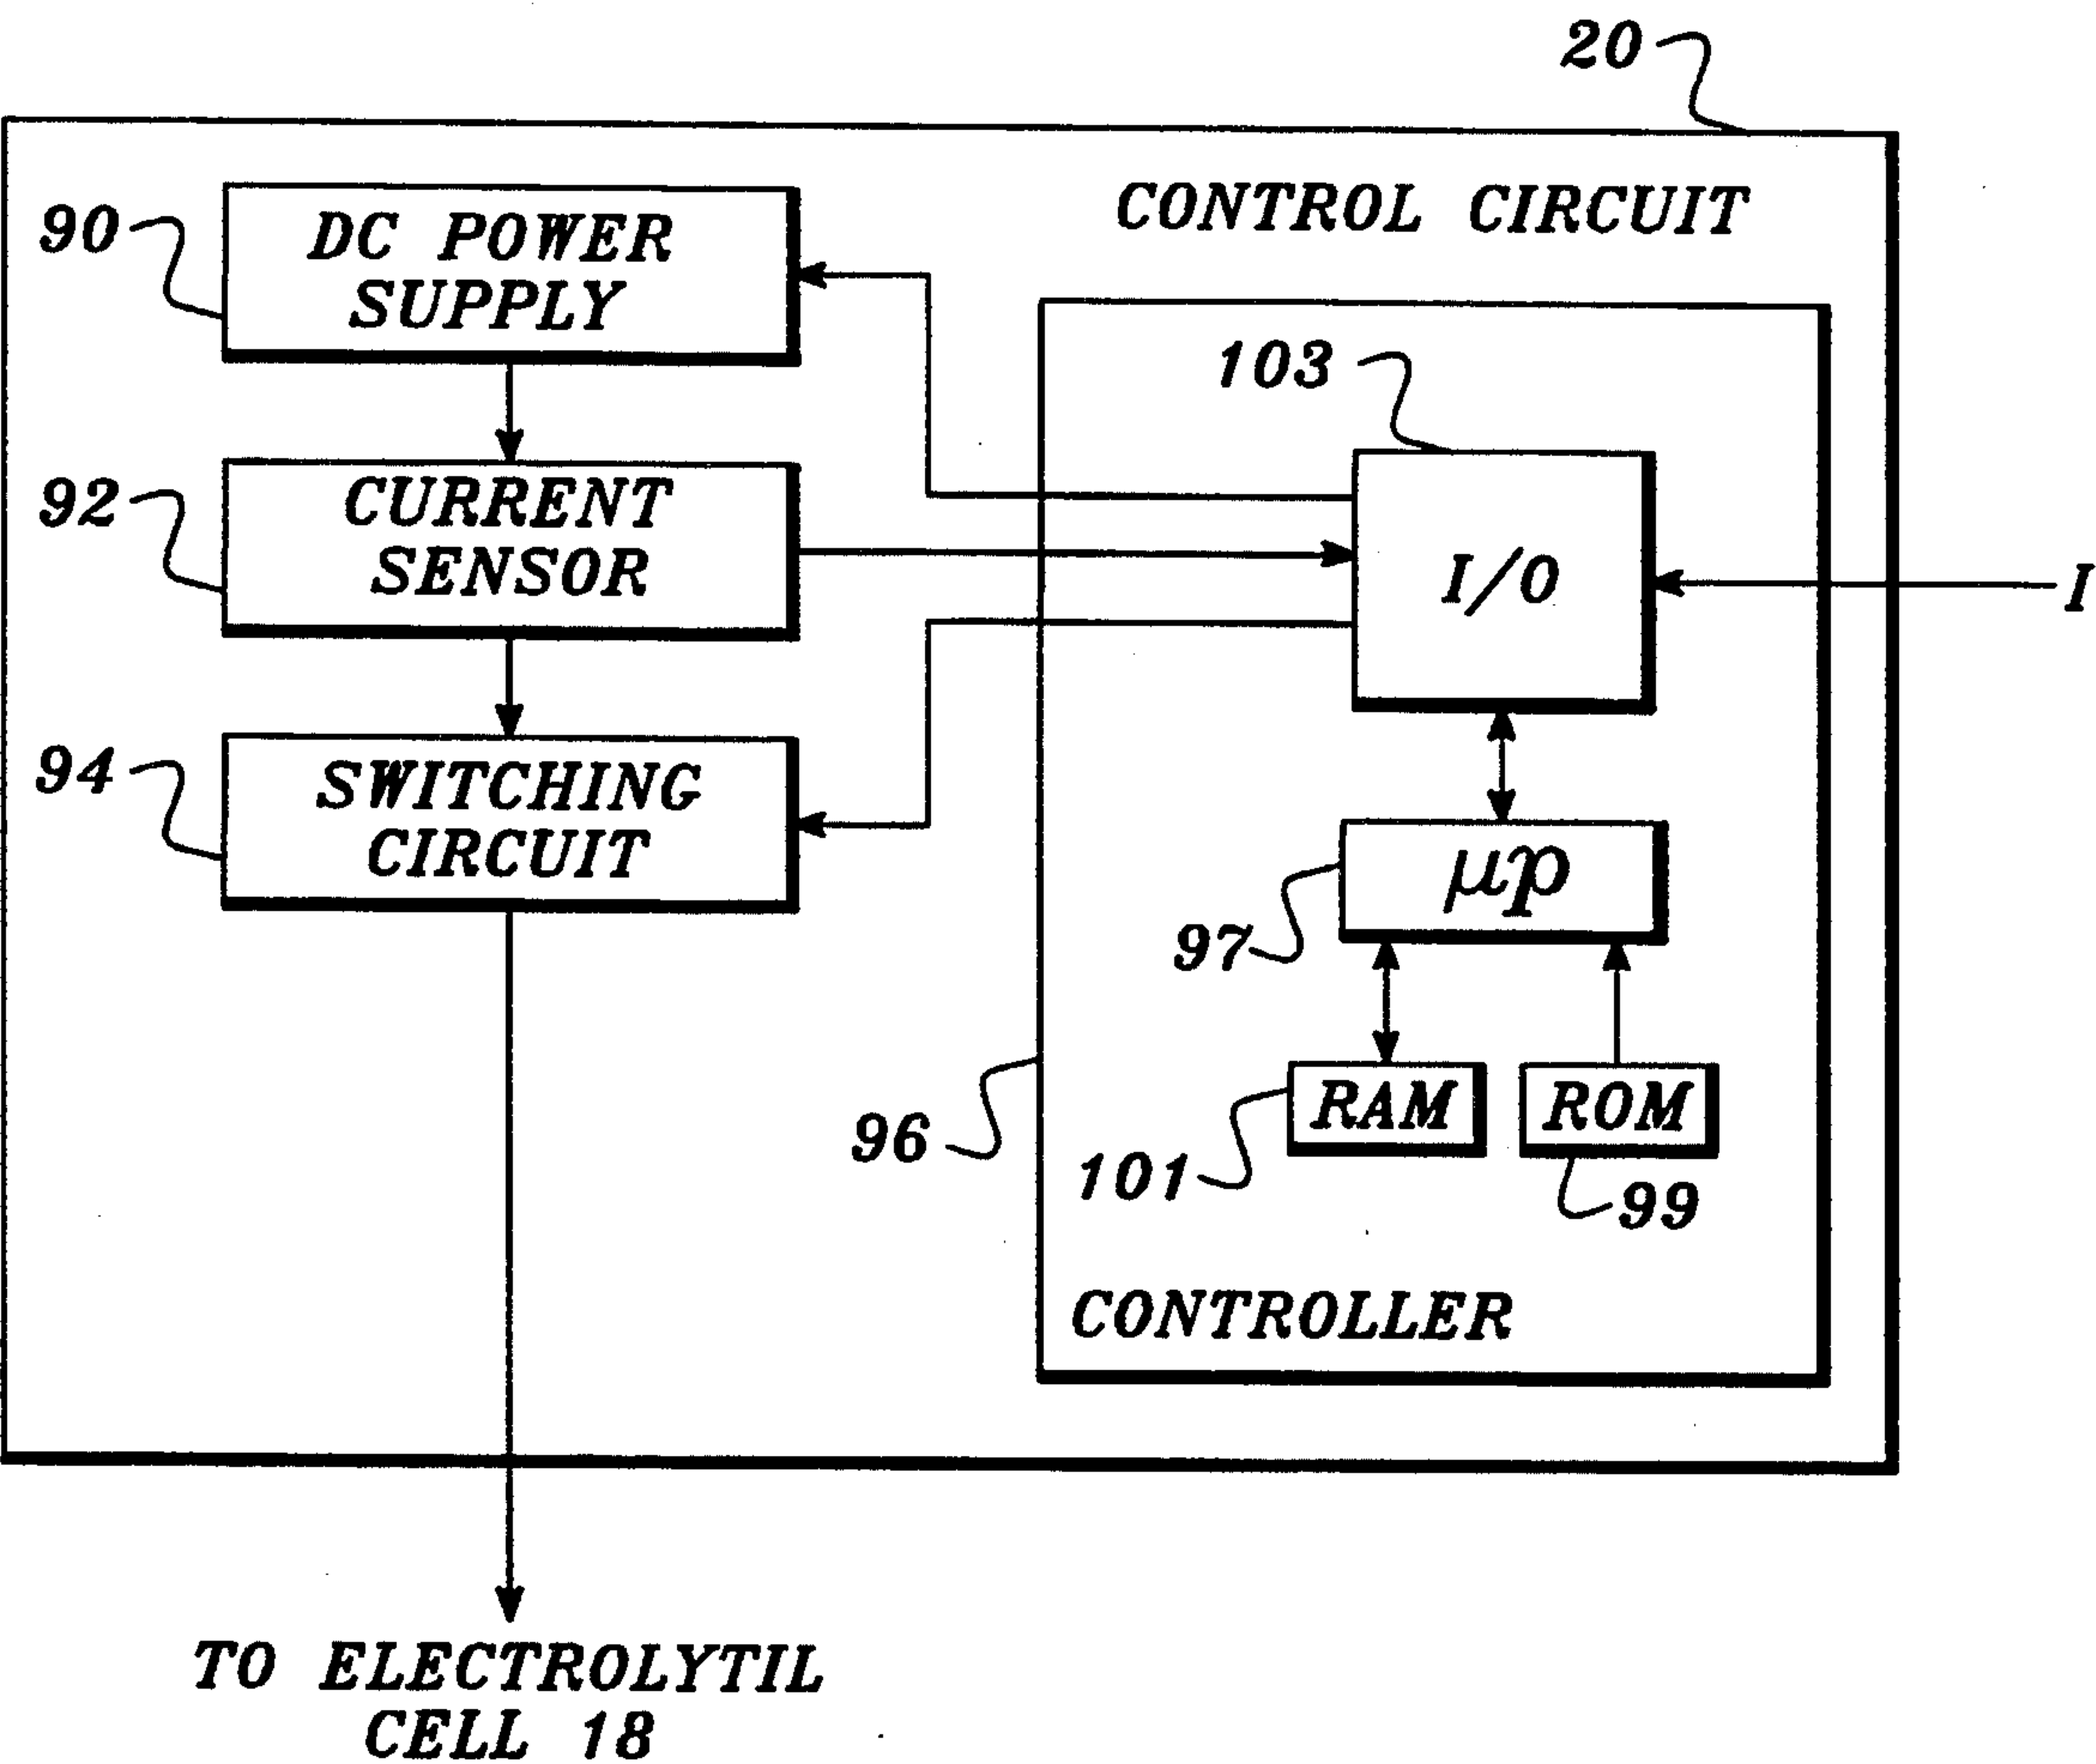 20
CONTROL CIRCUIT
90
DC POWER
SUPPLY
103
92
CURRENT
SENSOR
I/O
I
94
SWITCHING
CIRCUIT
μp
97
RAM
ROM
96
101
99
CONTROLLER
TO ELECTROLYTIL
CELL 18